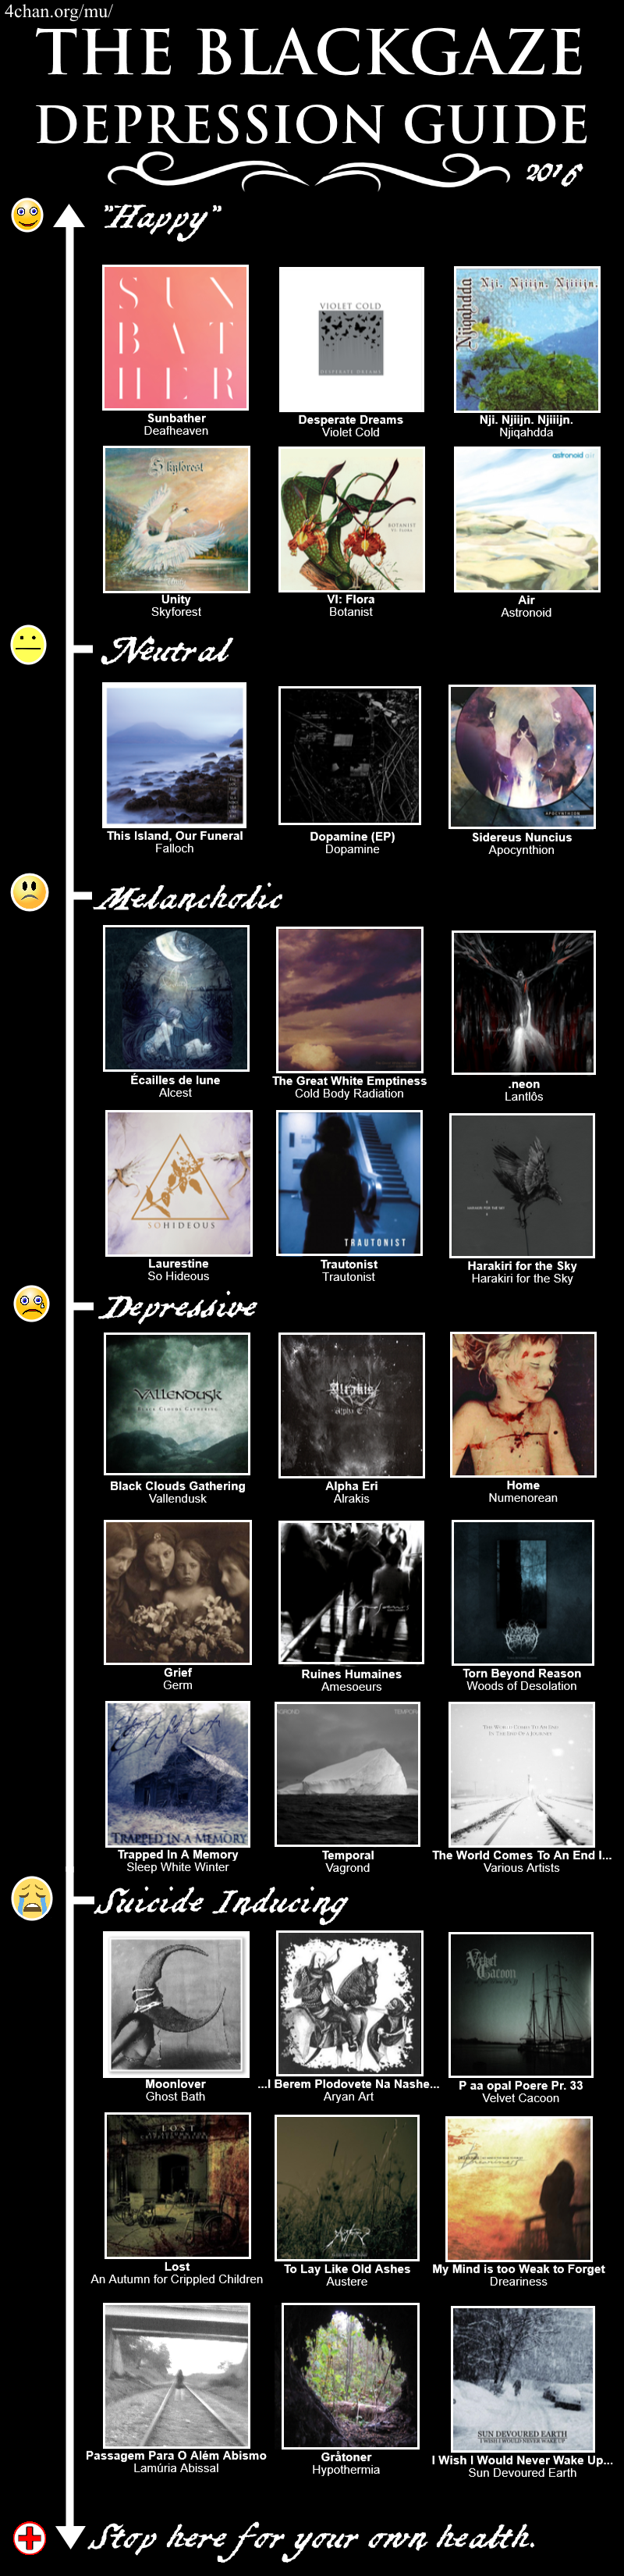 4chan.org/mu/
THE BLACKGAZE
DEPRESSION GUIDE
2016
"Happy"
SUN
BAT
HER
Sunbather
Deafheaven
VIOLET COLD
DESPERATE DREAMS
Desperate Dreams
Violet Cold
Njiqahdda
Nji. Njiijn. Njiiijn.
Nji. Njiijn. Njiiijn.
Njiqahdda
Skyforest
Unity
Skyforest
BOTANIST
VI: FLORA
VI: Flora
Botanist
astronoid air
Air
Astronoid
Neutral
This Island, Our Funeral
Falloch
Dopamine (EP)
Dopamine
APOCYNTHION
Sidereus Nuncius
Apocynthion
Melancholic
Écailles de lune
Alcest
The Great White Emptiness
Cold Body Radiation
.neon
Lantlôs
SO HIDEOUS
Laurestine
So Hideous
TRAUTONIST
Trautonist
Trautonist
HARAKIRI FOR THE SKY
Harakiri for the Sky
Harakiri for the Sky
Depressive
VALLENDUSK
BLACK CLOUDS GATHERING
Black Clouds Gathering
Vallendusk
Alrakis
Alpha Eri
Alpha Eri
Alrakis
Home
Numenorean
Grief
Germ
Ruines Humaines
Amesoeurs
Torn Beyond Reason
Woods of Desolation
TRAPPED IN A MEMORY
Trapped In A Memory
Sleep White Winter
Temporal
Vagrond
THE WORLD COMES TO AN END
IN THE END OF A JOURNEY
The World Comes To An End I...
Various Artists
Suicide Inducing
Moonlover
Ghost Bath
...I Berem Plodovete Na Nashe...
Aryan Art
Velvet
Cacoon
P aa opal Poere Pr. 33
Velvet Cacoon
LOST
Lost
An Autumn for Crippled Children
To Lay Like Old Ashes
Austere
Dreariness
My Mind is too Weak to Forget
Dreariness
Passagem Para O Além Abismo
Lamúria Abissal
Gråtoner
Hypothermia
SUN DEVOURED EARTH
I WISH I WOULD NEVER WAKE UP
I Wish I Would Never Wake Up...
Sun Devoured Earth
Stop here for your own health.